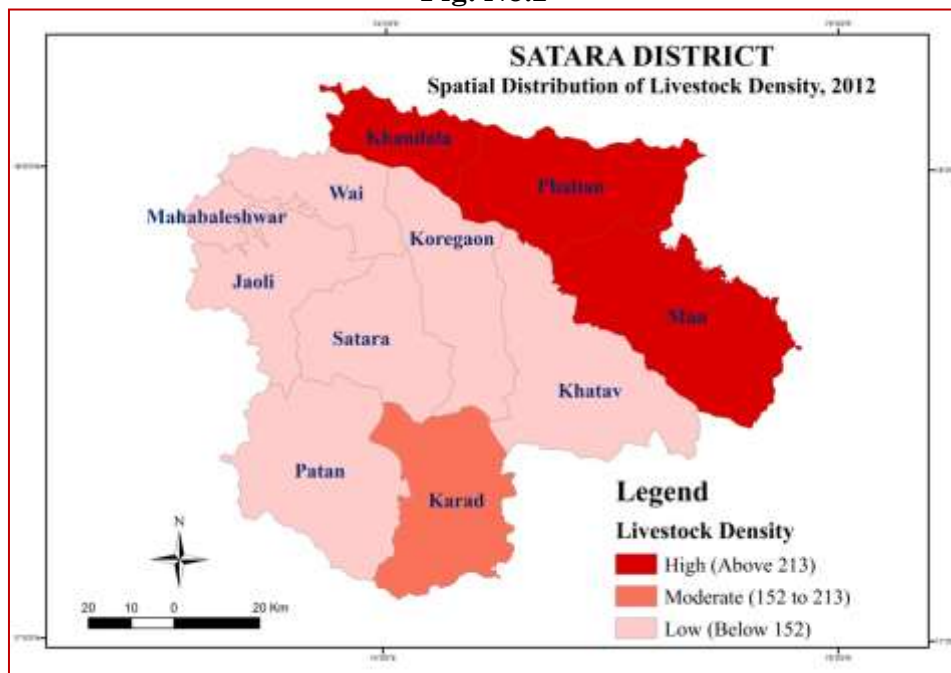 SATARA DISTRICT
Spatial Distribution of Livestock Density, 2012
Khandala
Phaltan
Wai
Mahabaleshwar
Koregaon
Jaoli
Man
Satara
Khatav
Patan
Karad
Legend
Livestock Density
High (Above 213)
Moderate (152 to 213)
Low (Below 152)
N
20 10 0 20 Km